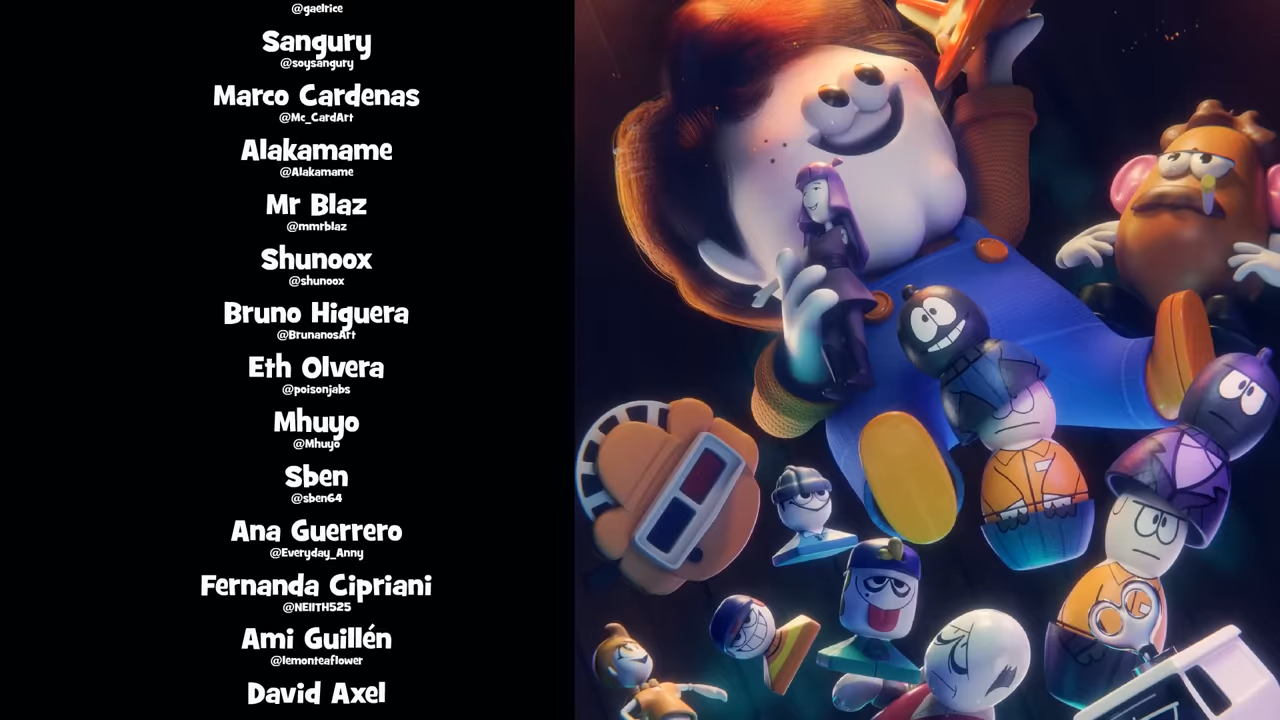 @gaelrice
Sangury
@soysangury
Marco Cardenas
@Mc_CardArt
Alakamame
@Alakamame
Mr Blaz
@mmrblaz
Shunoox
@shunoox
Bruno Higuera
@BrunanosArt
Eth Olvera
@poisonjabs
Mhuyo
@Mhuyo
Sben
@sben64
Ana Guerrero
@Everyday_Anny
Fernanda Cipriani
@NEIITH525
Ami Guillén
@lemonteaflower
David Axel